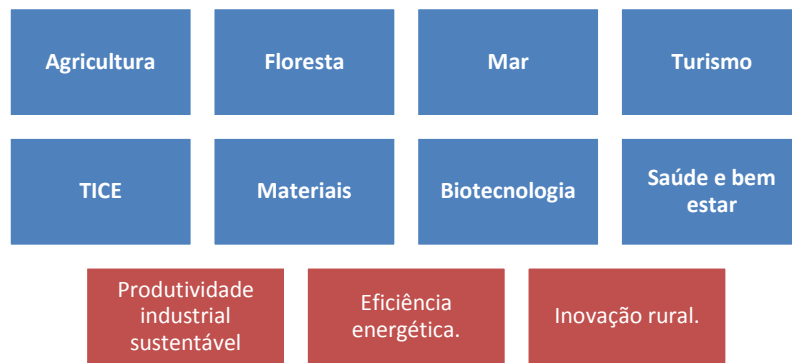 Agricultura
Floresta
Mar
Turismo
TICE
Materiais
Biotecnologia
Saúde e bem
estar
Produtividade
industrial
sustentável
Eficiência
energética.
Inovação rural.